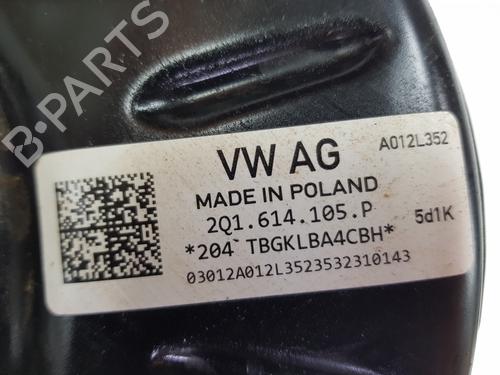 VW AG
A012L352
MADE IN POLAND
2Q1.614.105.P
5d1K
*204 TBGKLBA4CBH*
03012A012L3523532310143
B-PARTS